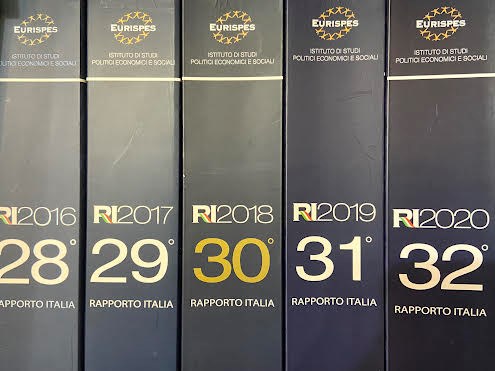 EURISPES
ISTITUTO DI STUDI
POLITICI ECONOMICI E SOCIALI
RI2016
28°
RAPPORTO ITALIA
EURISPES
ISTITUTO DI STUDI
POLITICI ECONOMICI E SOCIALI
RI2017
29°
RAPPORTO ITALIA
EURISPES
ISTITUTO DI STUDI
POLITICI ECONOMICI E SOCIALI
RI2018
30°
RAPPORTO ITALIA
EURISPES
ISTITUTO DI STUDI
POLITICI ECONOMICI E SOCIALI
RI2019
31°
RAPPORTO ITALIA
EURISPES
ISTITUTO DI STUDI
POLITICI ECONOMICI E SOCIALI
RI2020
32°
RAPPORTO ITALIA